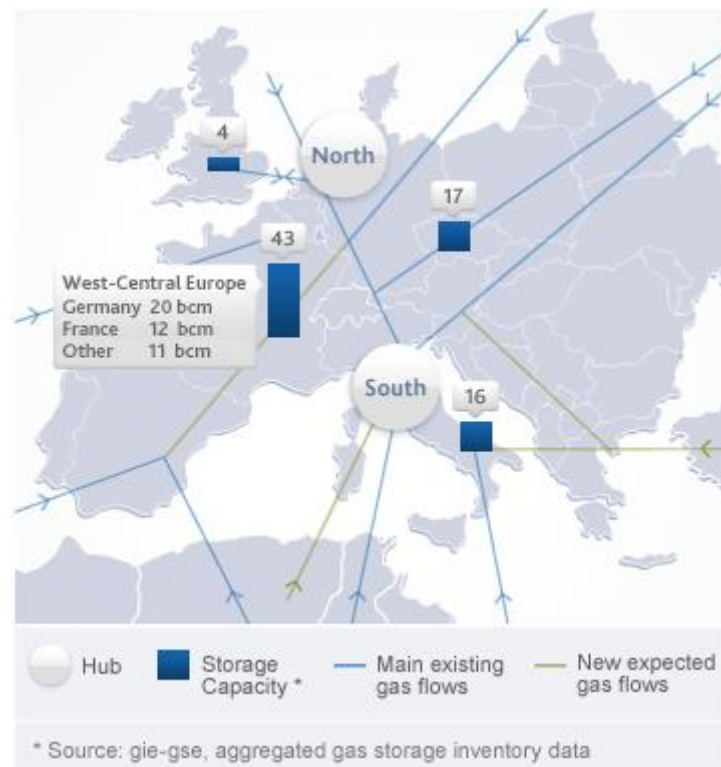 4
North
17
43
West-Central Europe
Germany 20 bcm
France 12 bcm
Other 11 bcm
South
16
Hub
Storage
Capacity *
Main existing
gas flows
New expected
gas flows
* Source: gie-gse, aggregated gas storage inventory data